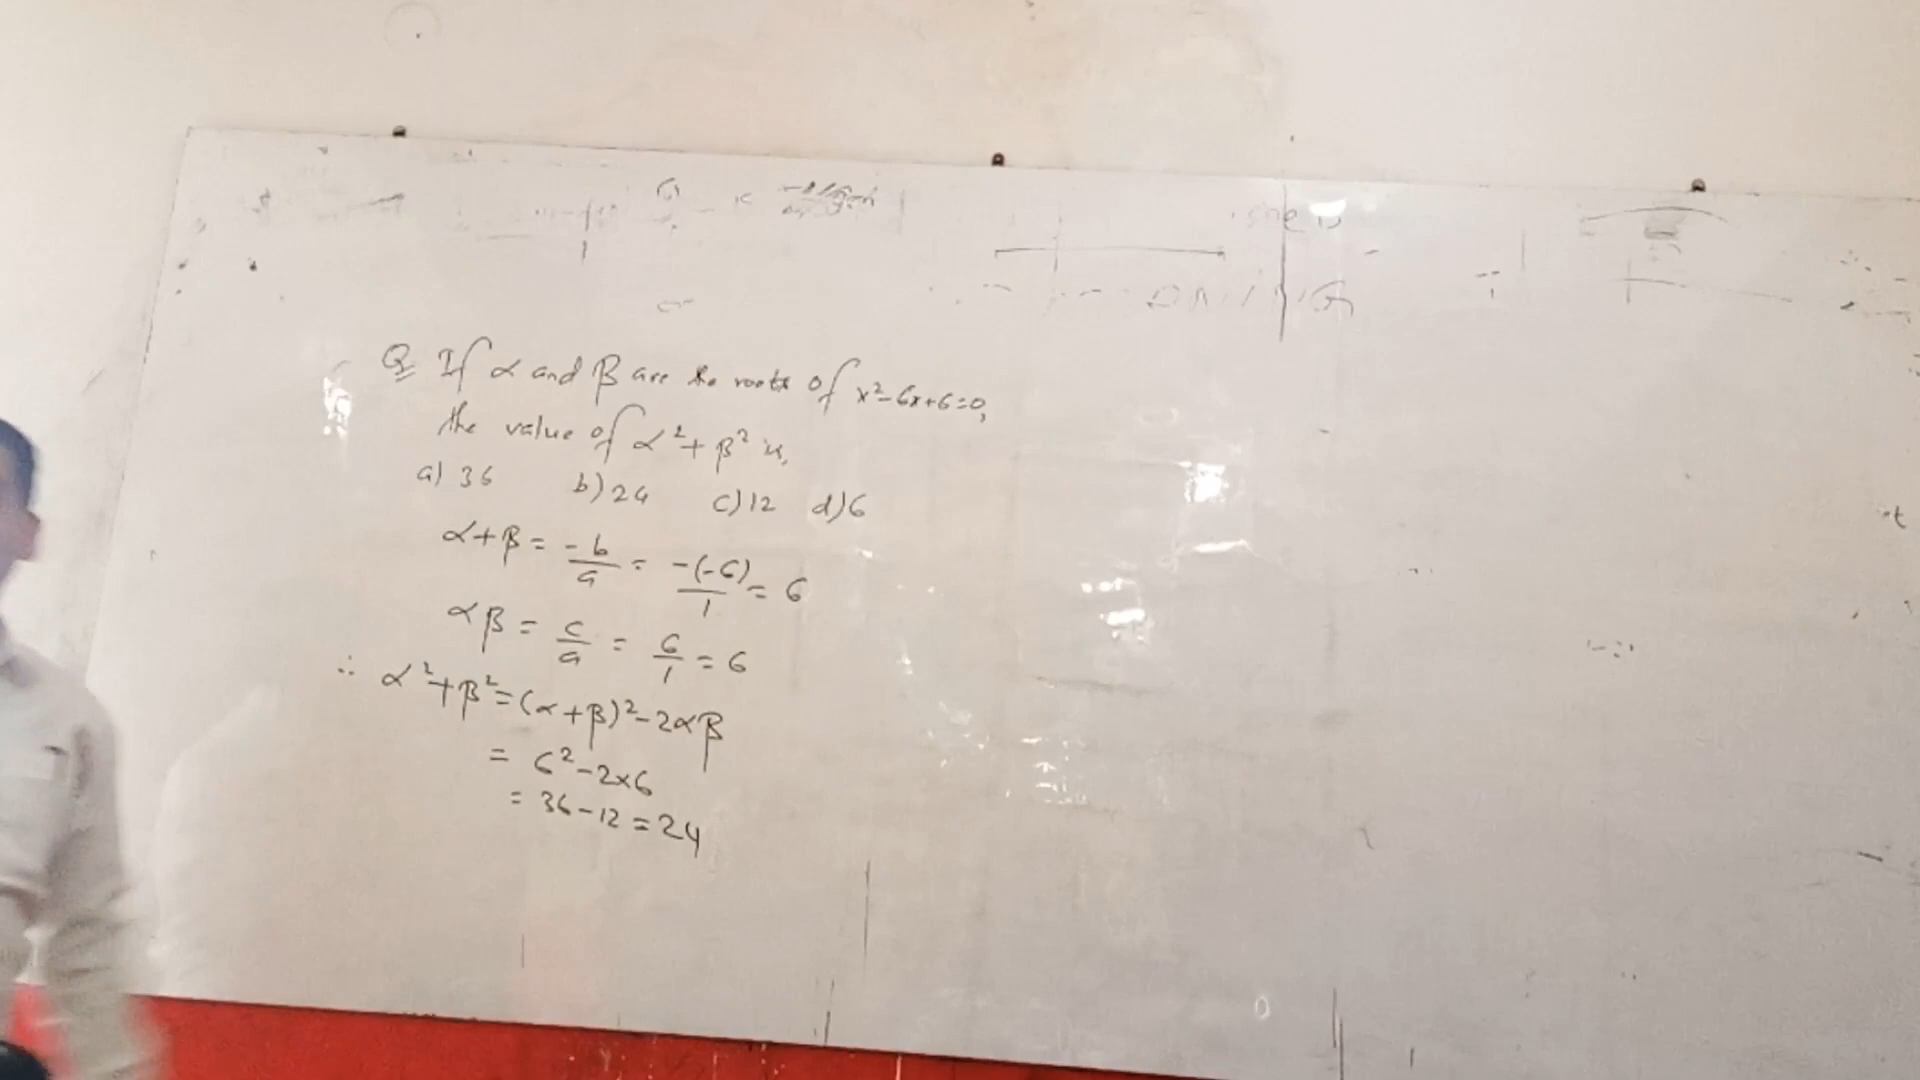 Q If α and β are the roots of x²-6x+6=0,
the value of α²+β² is,
a) 36 b) 24 c) 12 d) 6
α+β = -b/a = -(-6)/1 = 6
αβ = c/a = 6/1 = 6
∴ α²+β²=(α+β)²-2αβ
= 6²-2×6
= 36-12=24